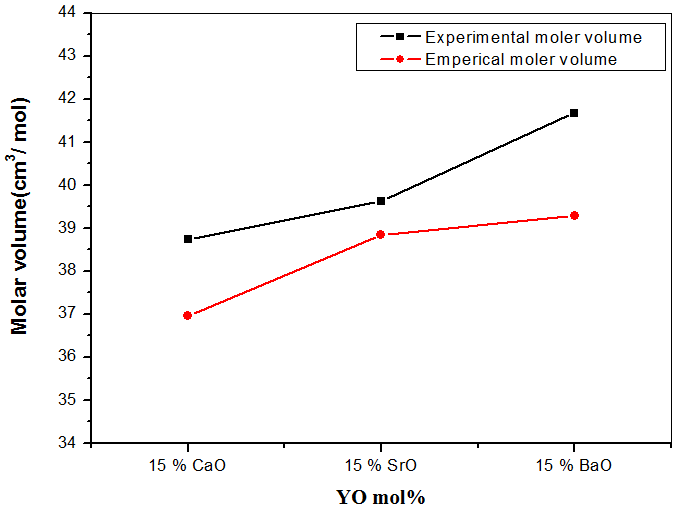 44
43
42
41
40
39
38
37
36
35
34
Molar volume(cm³/ mol)
Experimental moler volume
Emperical moler volume
15 % CaO
15 % SrO
15 % BaO
YO mol%